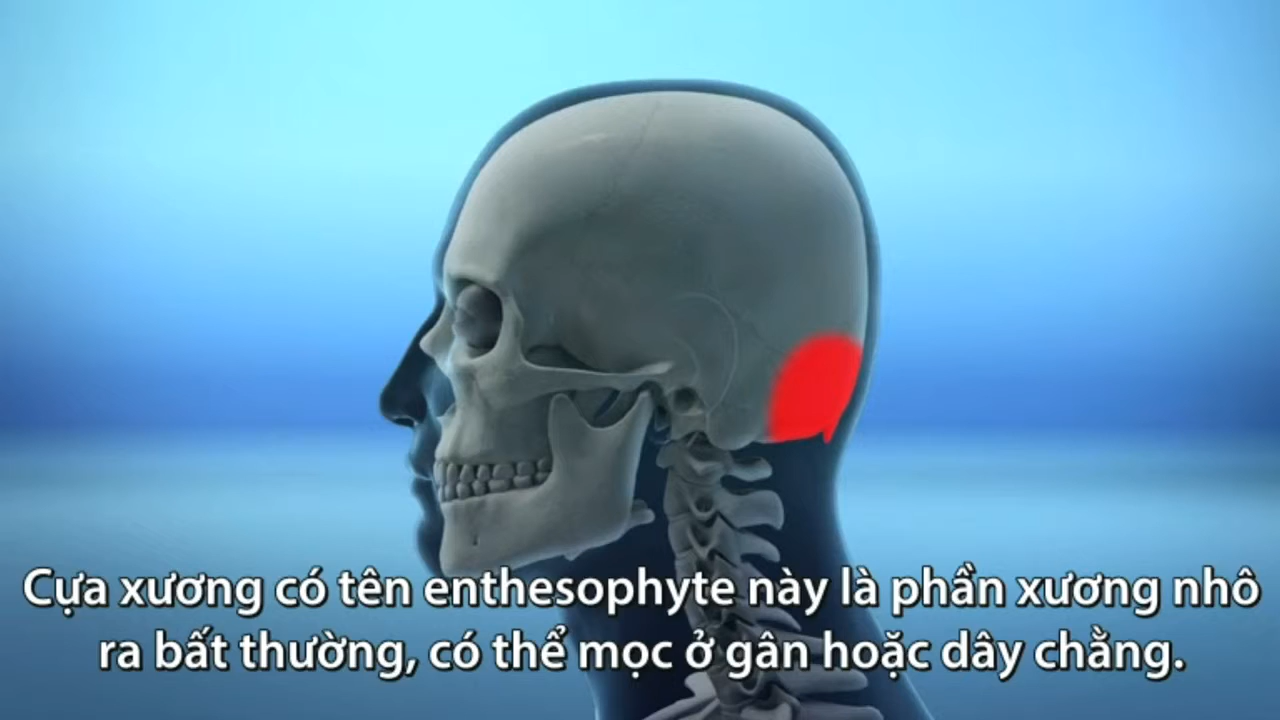 Cựa xương có tên enthesophyte này là phần xương nhô
ra bất thường, có thể mọc ở gân hoặc dây chằng.